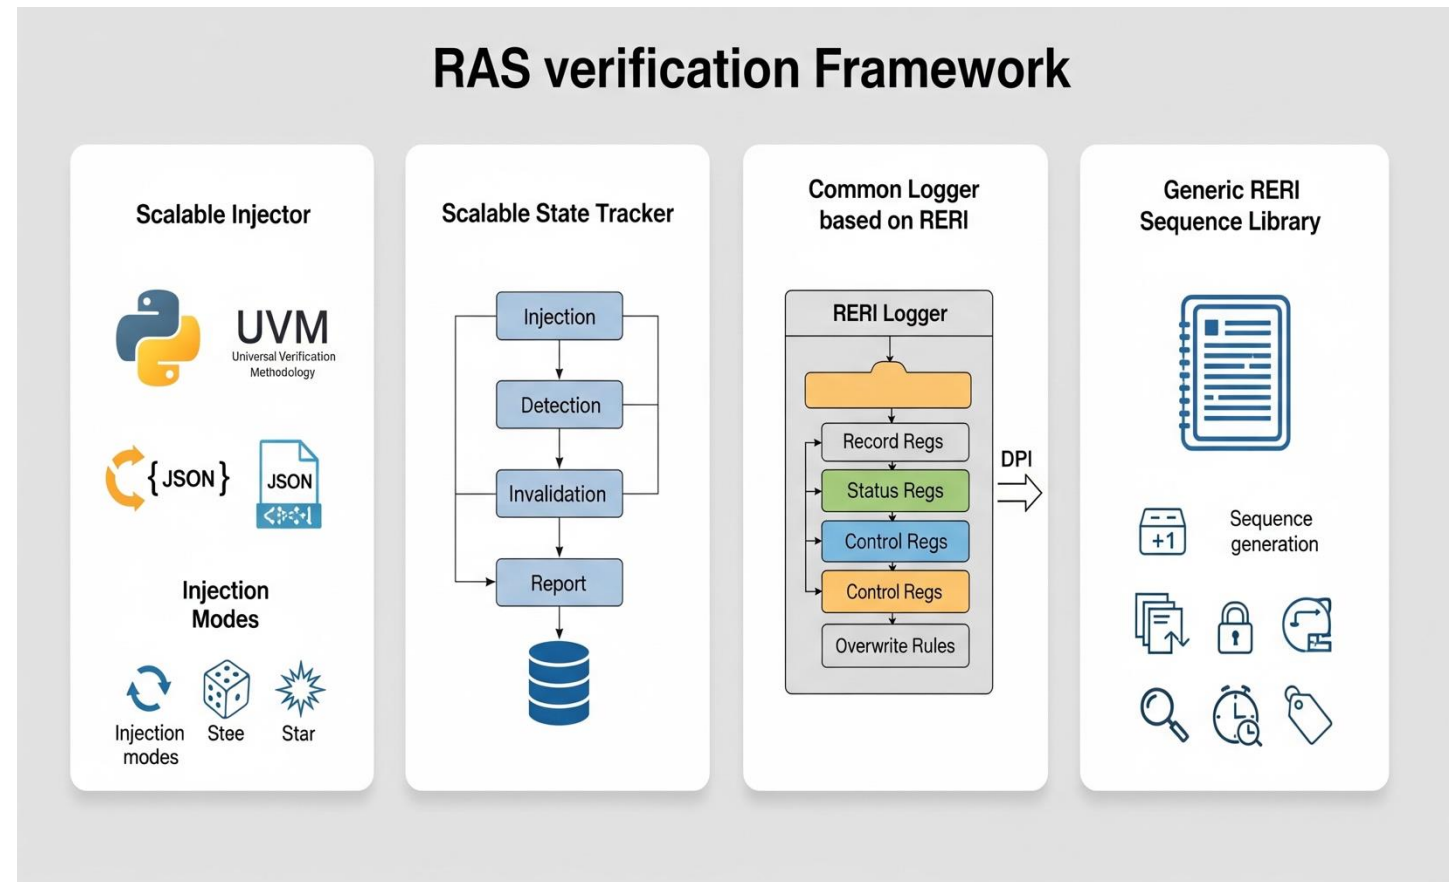 RAS verification Framework
Scalable Injector
UVM
Universal Verification
Methodology
{JSON}
JSON
Injection
Modes
Injection
modes
Stee
Star
Scalable State Tracker
Injection
Detection
Invalidation
Report
Common Logger
based on RERI
RERI Logger
Record Regs
Status Regs
Control Regs
Control Regs
Overwrite Rules
DPI
Generic RERI
Sequence Library
+1
Sequence
generation